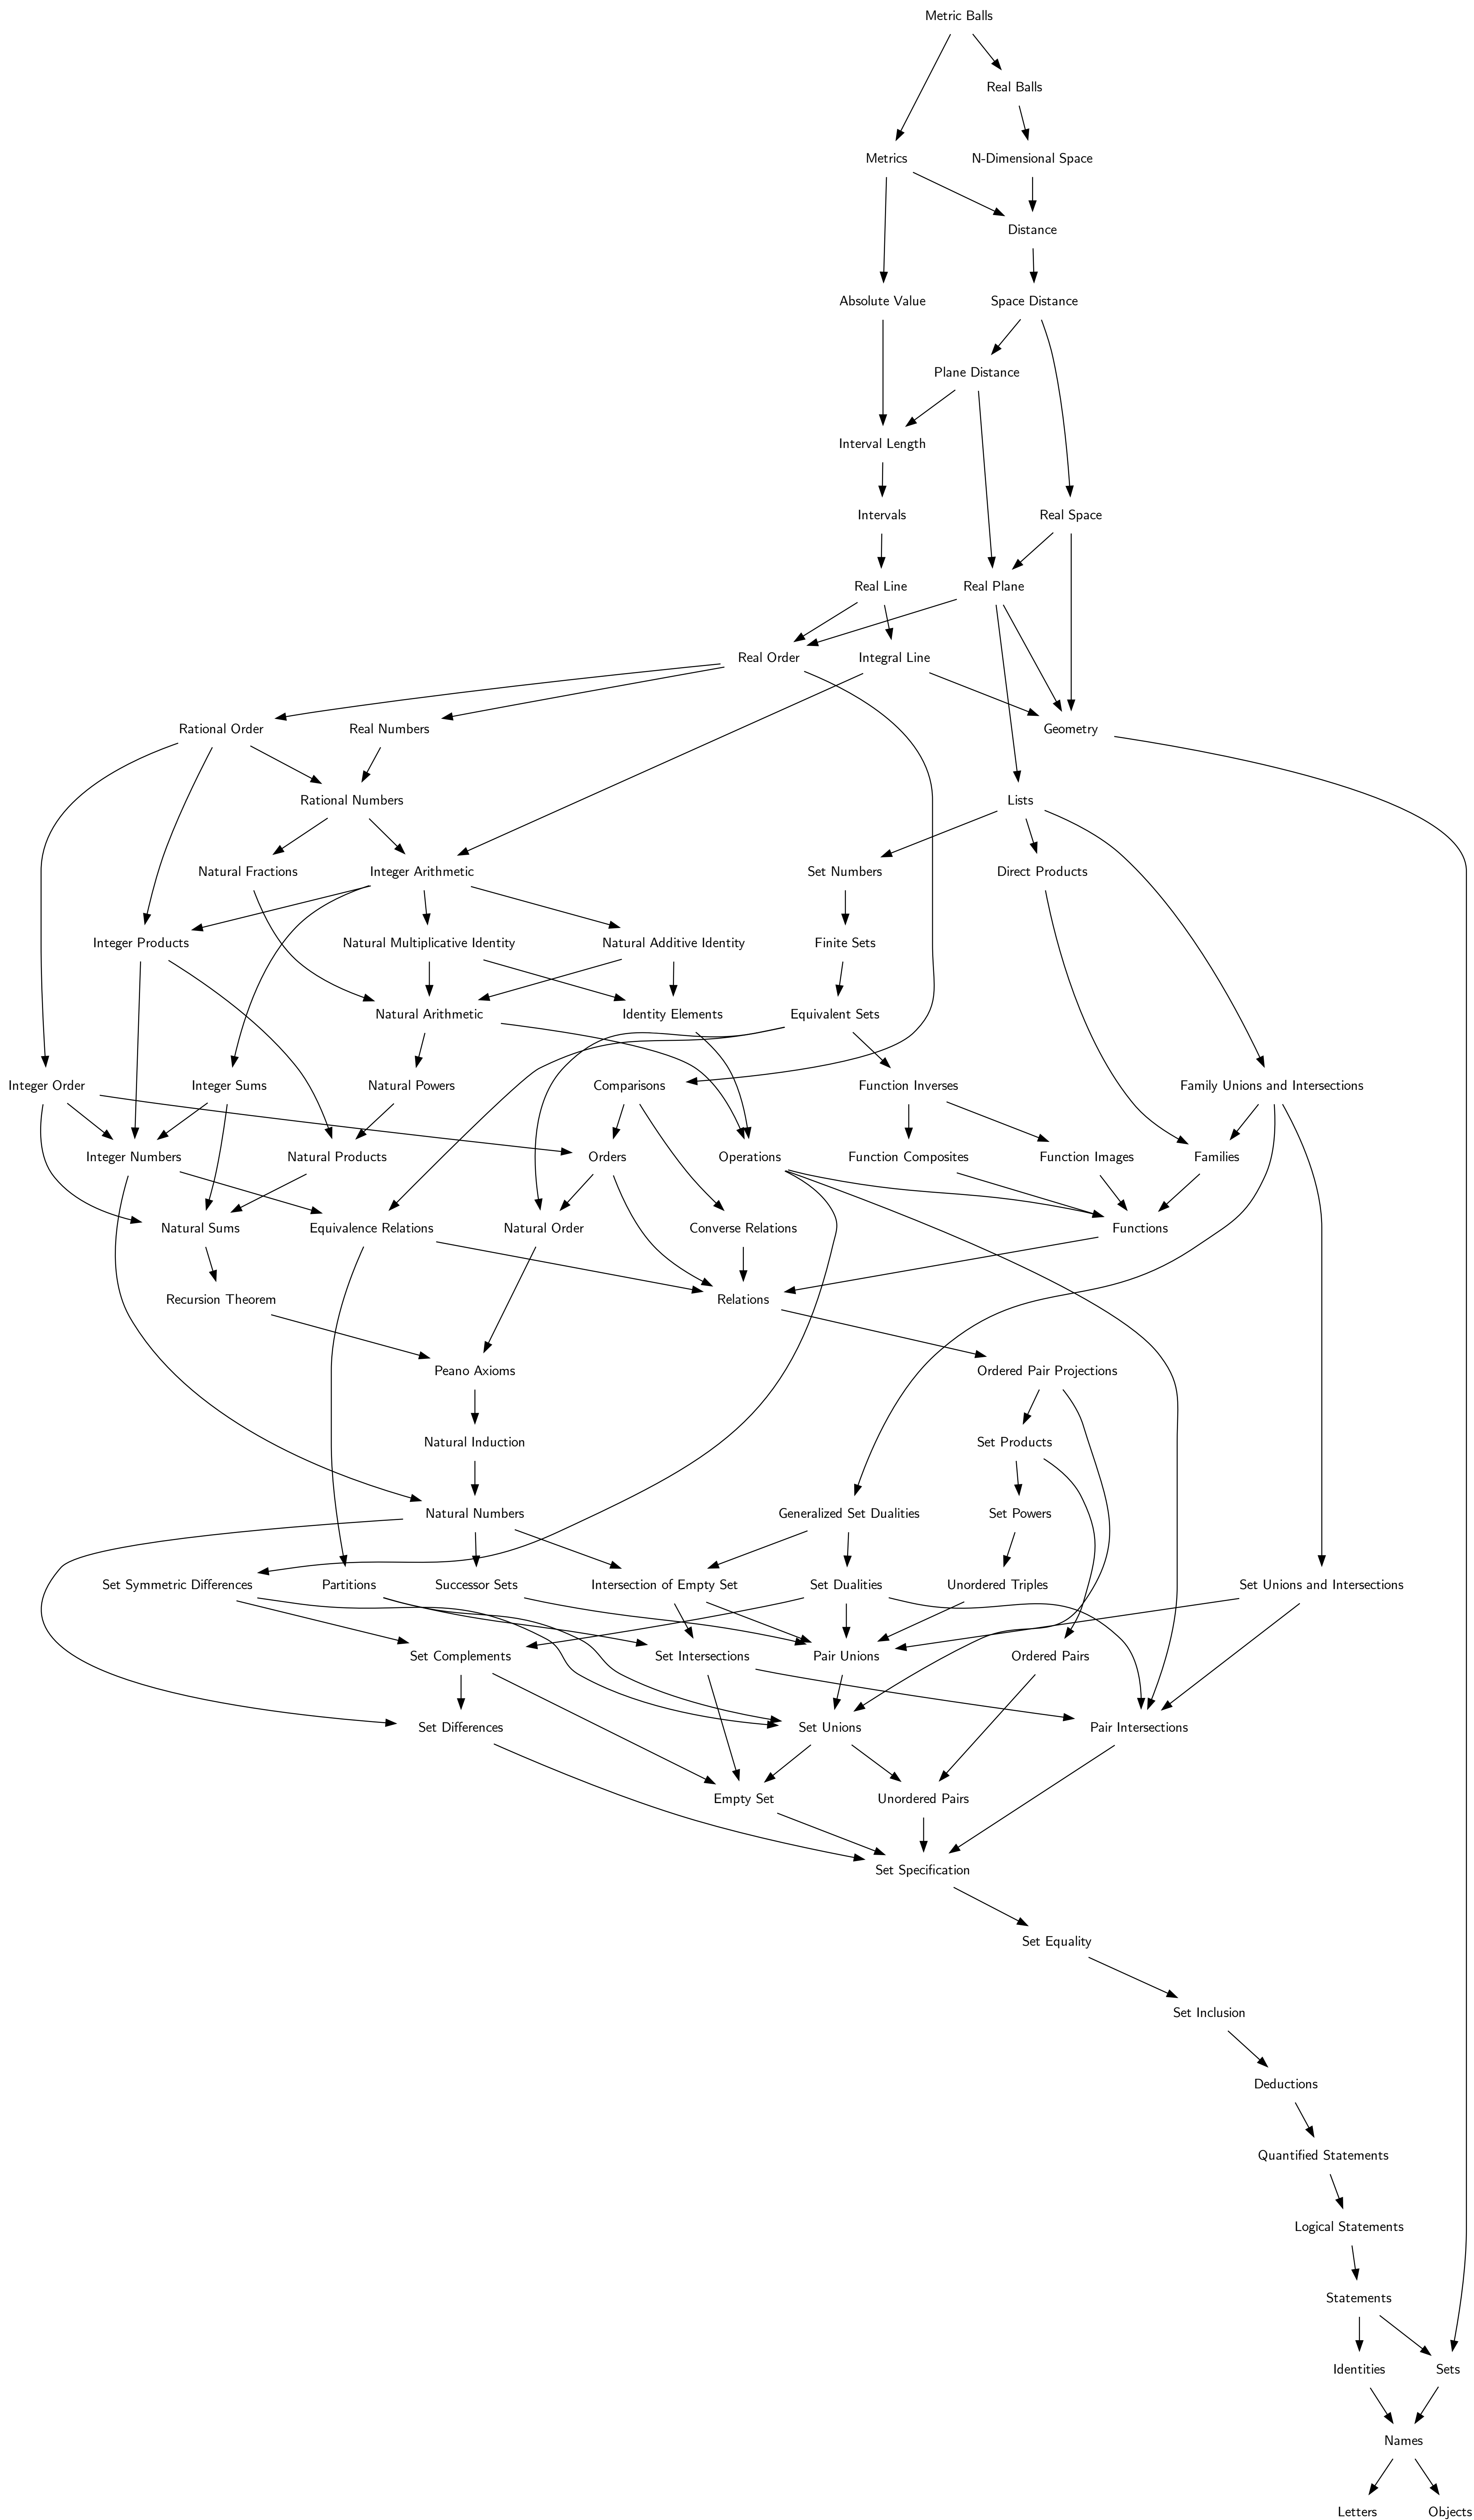 Metric Balls
Real Balls
Metrics
N-Dimensional Space
Distance
Absolute Value
Space Distance
Plane Distance
Interval Length
Intervals
Real Space
Real Line
Real Plane
Real Order
Integral Line
Rational Order
Real Numbers
Geometry
Rational Numbers
Lists
Natural Fractions
Integer Arithmetic
Set Numbers
Direct Products
Integer Products
Natural Multiplicative Identity
Natural Additive Identity
Finite Sets
Natural Arithmetic
Identity Elements
Equivalent Sets
Integer Order
Integer Sums
Natural Powers
Comparisons
Function Inverses
Family Unions and Intersections
Integer Numbers
Natural Products
Orders
Operations
Function Composites
Function Images
Families
Natural Sums
Equivalence Relations
Natural Order
Converse Relations
Functions
Recursion Theorem
Relations
Peano Axioms
Ordered Pair Projections
Natural Induction
Set Products
Natural Numbers
Generalized Set Dualities
Set Powers
Set Symmetric Differences
Partitions
Successor Sets
Intersection of Empty Set
Set Dualities
Unordered Triples
Set Unions and Intersections
Set Complements
Set Intersections
Pair Unions
Ordered Pairs
Set Differences
Set Unions
Pair Intersections
Empty Set
Unordered Pairs
Set Specification
Set Equality
Set Inclusion
Deductions
Quantified Statements
Logical Statements
Statements
Identities
Sets
Names
Letters
Objects